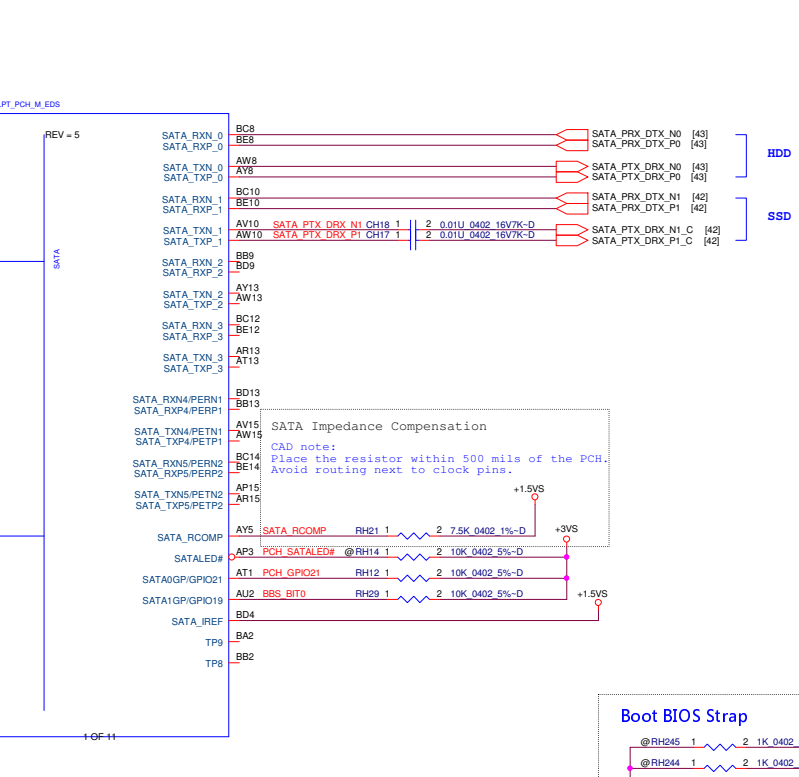 LPT_PCH_M_EDS
REV = 5
SATA
SATA_RXN_0 BC8 SATA_PRX_DTX_N0 [43]
SATA_RXP_0 BE8 SATA_PRX_DTX_P0 [43]
HDD
SATA_TXN_0 AW8 SATA_PTX_DRX_N0 [43]
SATA_TXP_0 AY8 SATA_PTX_DRX_P0 [43]
SATA_RXN_1 BC10 SATA_PRX_DTX_N1 [42]
SATA_RXP_1 BE10 SATA_PRX_DTX_P1 [42]
SSD
SATA_TXN_1 AV10 SATA_PTX_DRX_N1 CH18 1 2 0.01U_0402_16V7K~D SATA_PTX_DRX_N1_C [42]
SATA_TXP_1 AW10 SATA_PTX_DRX_P1 CH17 1 2 0.01U_0402_16V7K~D SATA_PTX_DRX_P1_C [42]
SATA_RXN_2 BB9
SATA_RXP_2 BD9
SATA_TXN_2 AY13
SATA_TXP_2 AW13
SATA_RXN_3 BC12
SATA_RXP_3 BE12
SATA_TXN_3 AR13
SATA_TXP_3 AT13
SATA_RXN4/PERN1 BD13
SATA_RXP4/PERP1 BB13
SATA_TXN4/PETN1 AV15
SATA_TXP4/PETP1 AW15
SATA_RXN5/PERN2 BC14
SATA_RXP5/PERP2 BE14
SATA_TXN5/PETN2 AP15
SATA_TXP5/PETP2 AR15
SATA Impedance Compensation
CAD note:
Place the resistor within 500 mils of the PCH.
Avoid routing next to clock pins.
+1.5VS
SATA_RCOMP AY5 SATA_RCOMP RH21 1 2 7.5K_0402_1%~D
+3VS
SATALED# AP3 PCH_SATALED# @RH14 1 2 10K_0402_5%~D
SATA0GP/GPIO21 AT1 PCH_GPIO21 RH12 1 2 10K_0402_5%~D
SATA1GP/GPIO19 AU2 BBS_BIT0 RH29 1 2 10K_0402_5%~D
+1.5VS
SATA_IREF BD4
TP9 BA2
TP8 BB2
1 OF 11
Boot BIOS Strap
@RH245 1 2 1K_0402_
@RH244 1 2 1K_0402_